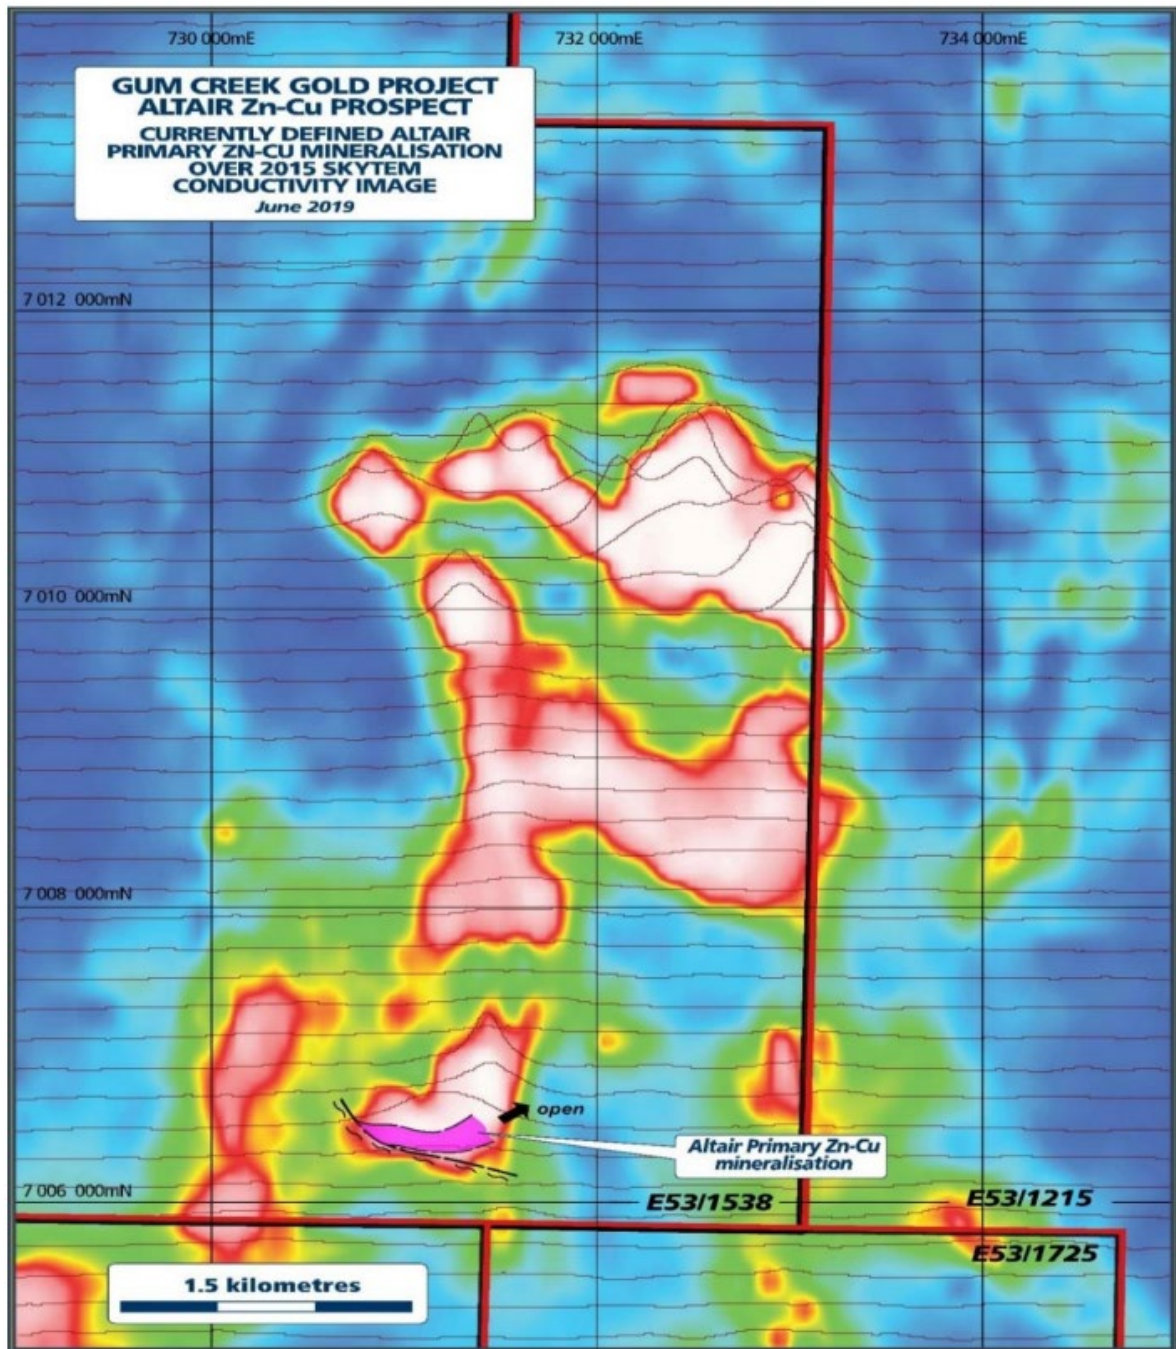 730 000mE
732 000mE
734 000mE
GUM CREEK GOLD PROJECT
ALTAIR Zn-Cu PROSPECT
CURRENTLY DEFINED ALTAIR
PRIMARY ZN-CU MINERALISATION
OVER 2015 SKYTEM
CONDUCTIVITY IMAGE
June 2019
7 012 000mN
7 010 000mN
7 008 000mN
open
Altair Primary Zn-Cu
mineralisation
7 006 000mN
E53/1538
E53/1215
E53/1725
1.5 kilometres